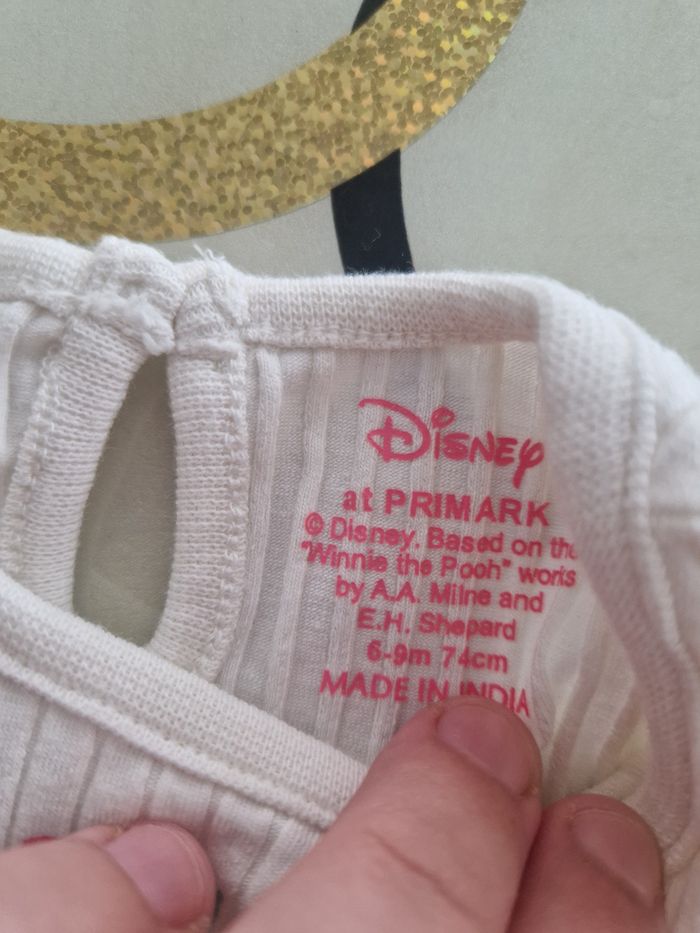 Disney
at PRIMARK
© Disney. Based on the
"Winnie the Pooh" works
by A.A. Milne and
E.H. Shepard
6-9m 74cm
MADE IN INDIA